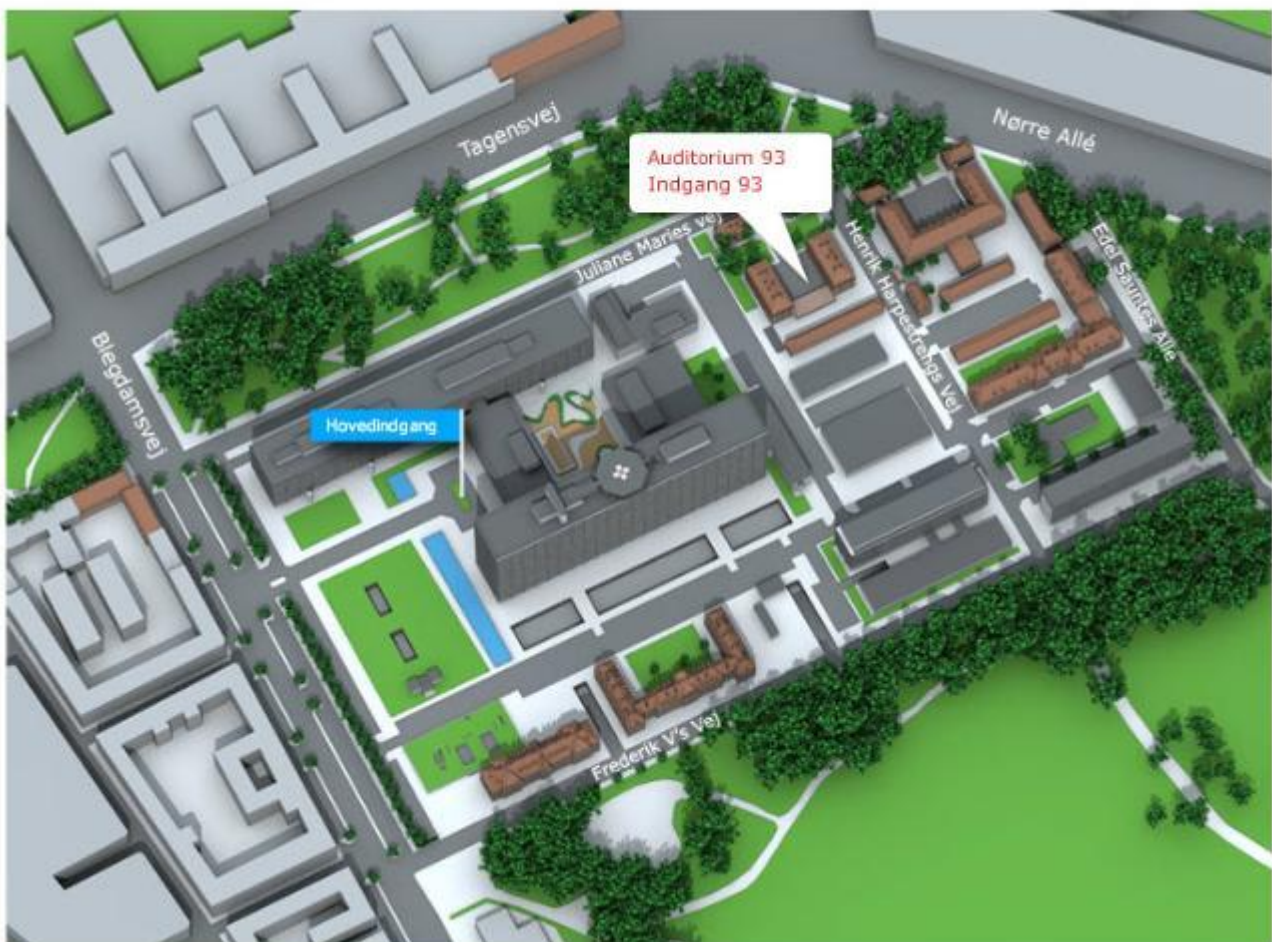 Tagensvej
Nørre Allé
Auditorium 93
Indgang 93
Juliane Maries vej
Henrik Harpestrengs Vej
Edel Sauntes Allé
Blegdamsvej
Hovedindgang
Frederik V's Vej